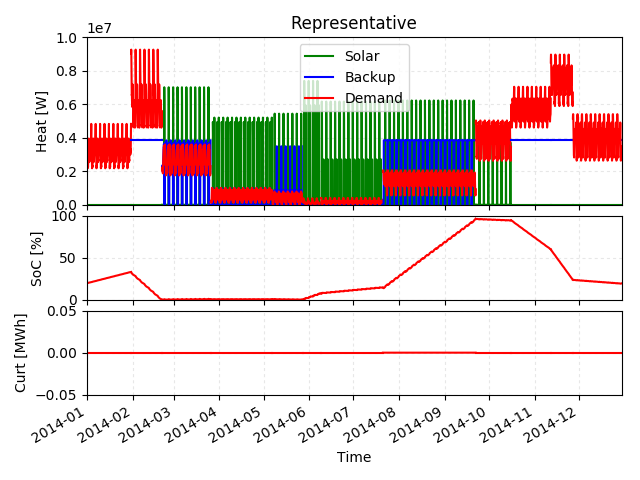 Representative
1e7
1.0
0.8
0.6
0.4
0.2
0.0
Heat [W]
Solar
Backup
Demand
100
50
0
SoC [%]
0.05
0.00
−0.05
Curt [MWh]
2014-01
2014-02
2014-03
2014-04
2014-05
2014-06
2014-07
2014-08
2014-09
2014-10
2014-11
2014-12
Time